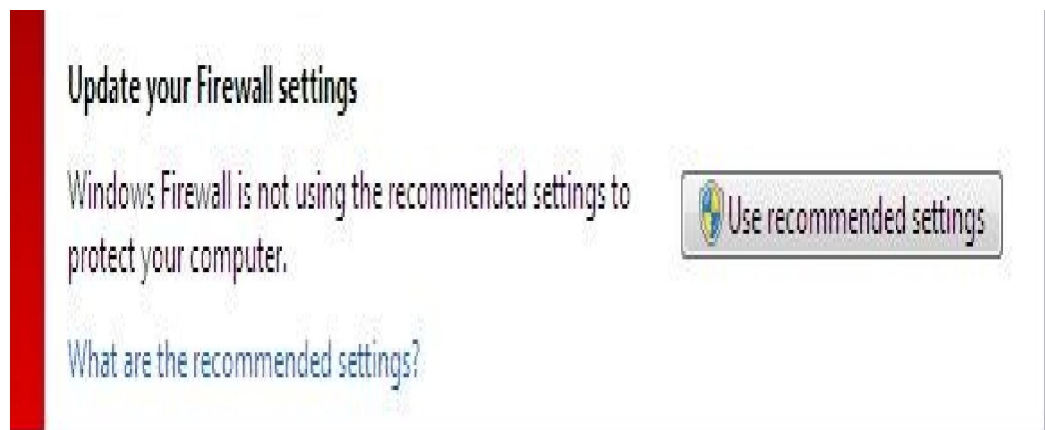 Update your Firewall settings
Windows Firewall is not using the recommended settings to
protect your computer.
Use recommended settings
What are the recommended settings?